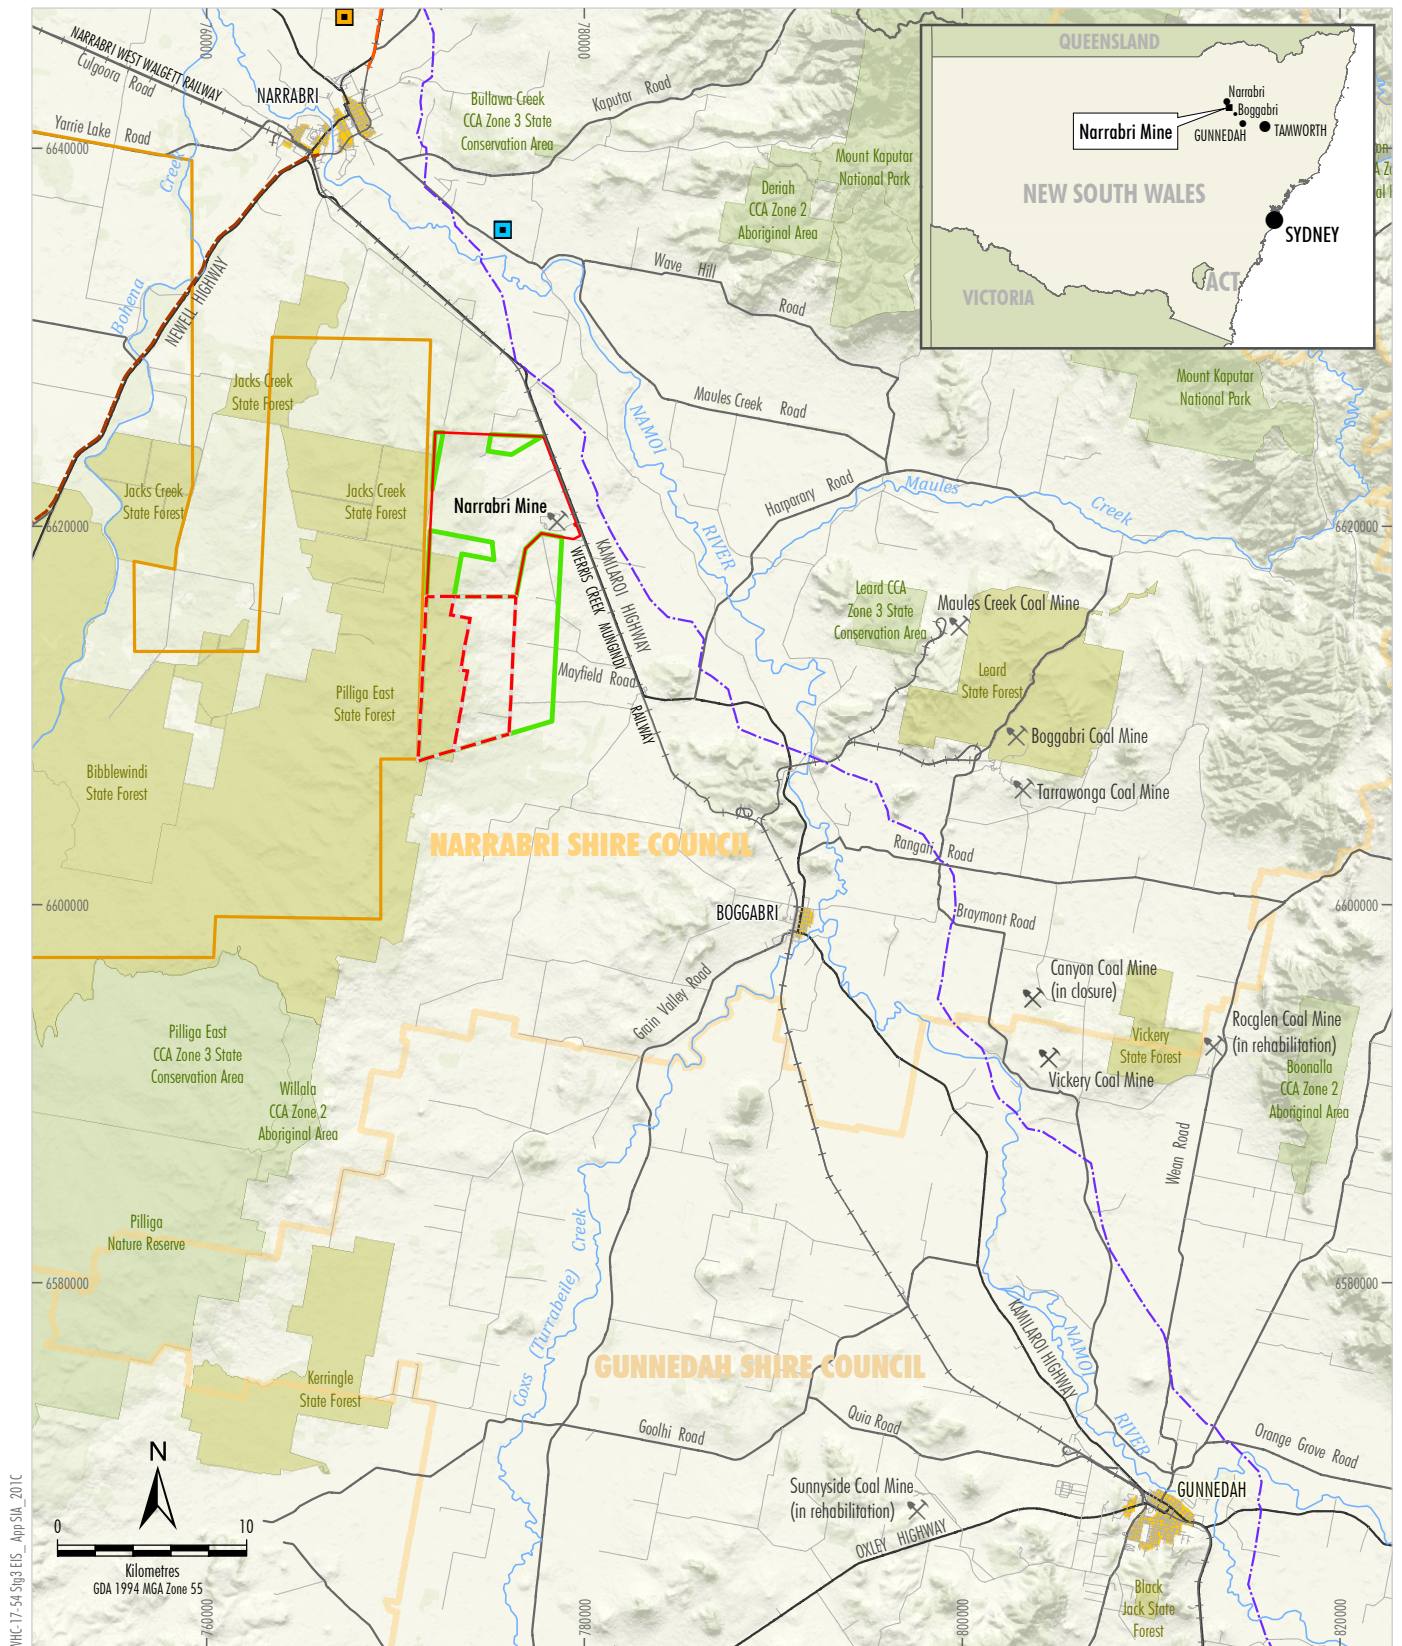 760000
780000
NARRABRI WEST WALGETT RAILWAY
Culgoora Road
NARRABRI
Yarrie Lake Road
6640000
Creek
Bohena
NEWELL HIGHWAY
Bullawa Creek
CCA Zone 3 State
Conservation Area
Kaputar Road
Mount Kaputar
National Park
Deriah
CCA Zone 2
Aboriginal Area
Wave Hill
Road
QUEENSLAND
Narrabri
Boggabri
Narrabri Mine
GUNNEDAH
TAMWORTH
NEW SOUTH WALES
SYDNEY
ACT
VICTORIA
Mount Kaputar
National Park
Jacks Creek
State Forest
Maules Creek Road
NAMOI
RIVER
Jacks Creek
State Forest
Jacks Creek
State Forest
Narrabri Mine
Harparary Road
Maules
Creek
6620000
6620000
KAMILAROI HIGHWAY
WERRIS CREEK MUNGINDI
RAILWAY
Leard CCA
Zone 3 State
Conservation Area
Maules Creek Coal Mine
Leard
State Forest
Mayfield Road
Pilliga East
State Forest
Boggabri Coal Mine
Bibblewindi
State Forest
Tarrawonga Coal Mine
NARRABRI SHIRE COUNCIL
Rangari Road
6600000
6600000
BOGGABRI
Braymont Road
Grain Valley Road
Canyon Coal Mine
(in closure)
Rocglen Coal Mine
(in rehabilitation)
Vickery
State Forest
Vickery Coal Mine
Boonalla
CCA Zone 2
Aboriginal Area
Pilliga East
CCA Zone 3 State
Conservation Area
Willala
CCA Zone 2
Aboriginal Area
Wean Road
Pilliga
Nature Reserve
6580000
6580000
Coxs (Turrabeile) Creek
KAMILAROI HIGHWAY
NAMOI
RIVER
GUNNEDAH SHIRE COUNCIL
Kerringle
State Forest
Goolhi Road
Quia Road
Orange Grove Road
Sunnyside Coal Mine
(in rehabilitation)
OXLEY HIGHWAY
GUNNEDAH
Black
Jack State
Forest
N
0 10
Kilometres
GDA 1994 MGA Zone 55
WHC-17-54 Stg3 EIS_ App SIA_201C
760000
780000
800000
820000